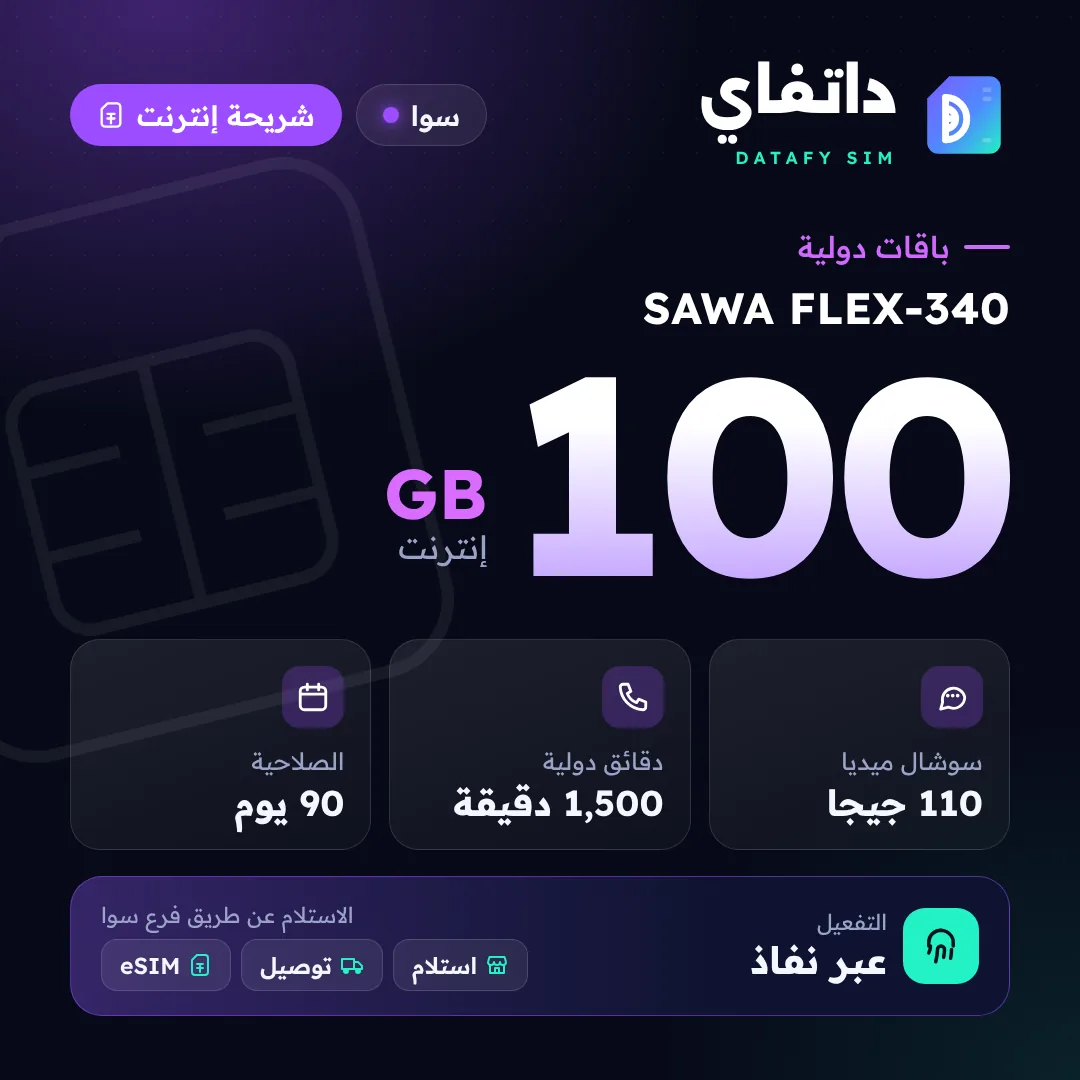 داتفاي
DATAFY SIM
سوا
شريحة إنترنت
باقات دولية
SAWA FLEX-340
100
GB
إنترنت
سوشال ميديا
110 جيجا
دقائق دولية
1,500 دقيقة
الصلاحية
90 يوم
التفعيل
عبر نفاذ
الاستلام عن طريق فرع سوا
استلام
توصيل
eSIM